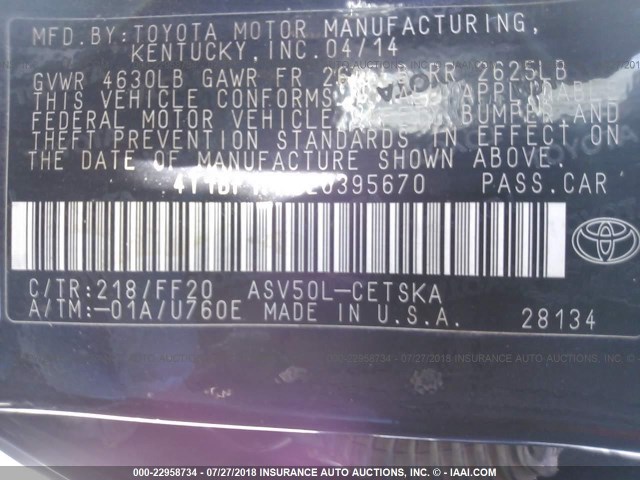 MFD.BY:TOYOTA MOTOR MANUFACTURING,
KENTUCKY, INC. 04/14
GVWR 4630LB GAWR FR RR 2625LB
THIS VEHICLE CONFORMS APPLICABLE
FEDERAL MOTOR VEHICLE BUMPER AND
THEFT PREVENTION STANDARDS IN EFFECT ON
THE DATE OF MANUFACTURE SHOWN ABOVE.
PASS.CAR
C/TR:218/FF20 ASV50L-CETSKA
A/TM:-01A/U760E MADE IN U.S.A.
28134
000-22958734 / 07/27/2018 INSURANCE AUTO AUCTIONS, INC. - © - IAAI.COM